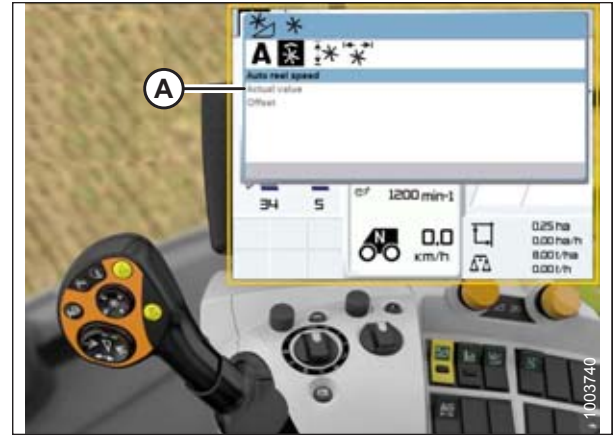 A
Auto reel speed
Actual value
Offset
A
34 5
1200 min-1
N 0,0
km/h
0.25 ha
0.00 ha/h
8.00 t/ha
0.00 t/h
1003740